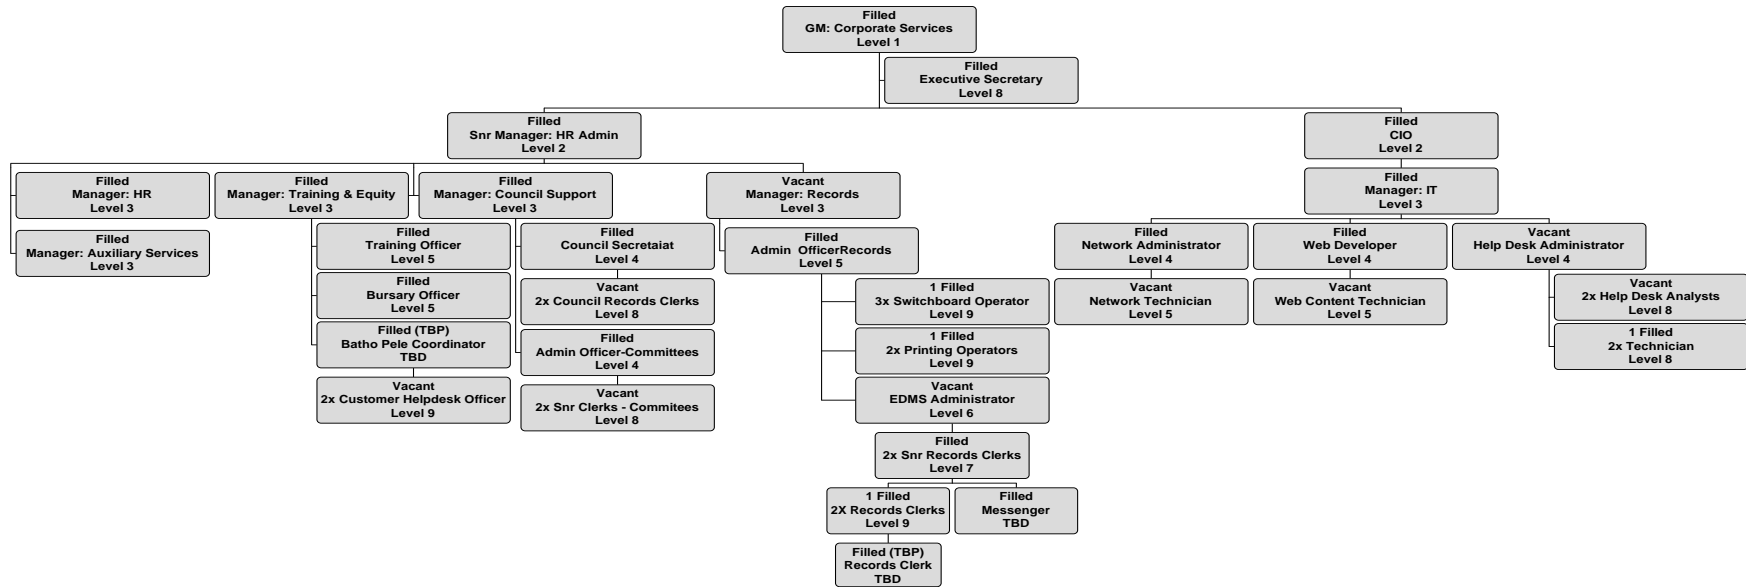 Filled
GM: Corporate Services
Level 1
Filled
Executive Secretary
Level 8
Filled
Snr Manager: HR Admin
Level 2
Filled
CIO
Level 2
Filled
Manager: HR
Level 3
Filled
Manager: Training & Equity
Level 3
Filled
Manager: Council Support
Level 3
Vacant
Manager: Records
Level 3
Filled
Manager: IT
Level 3
Filled
Manager: Auxiliary Services
Level 3
Filled
Training Officer
Level 5
Filled
Bursary Officer
Level 5
Filled (TBP)
Batho Pele Coordinator
TBD
Vacant
2x Customer Helpdesk Officer
Level 9
Filled
Council Secretaiat
Level 4
Vacant
2x Council Records Clerks
Level 8
Filled
Admin Officer-Committees
Level 4
Vacant
2x Snr Clerks - Commitees
Level 8
Filled
Admin  OfficerRecords
Level 5
1 Filled
3x Switchboard Operator
Level 9
1 Filled
2x Printing Operators
Level 9
Vacant
EDMS Administrator
Level 6
Filled
2x Snr Records Clerks
Level 7
1 Filled
2X Records Clerks
Level 9
Filled
Messenger
TBD
Filled (TBP)
Records Clerk
TBD
Filled
Network Administrator
Level 4
Vacant
Network Technician
Level 5
Filled
Web Developer
Level 4
Vacant
Web Content Technician
Level 5
Vacant
Help Desk Administrator
Level 4
Vacant
2x Help Desk Analysts
Level 8
1 Filled
2x Technician
Level 8